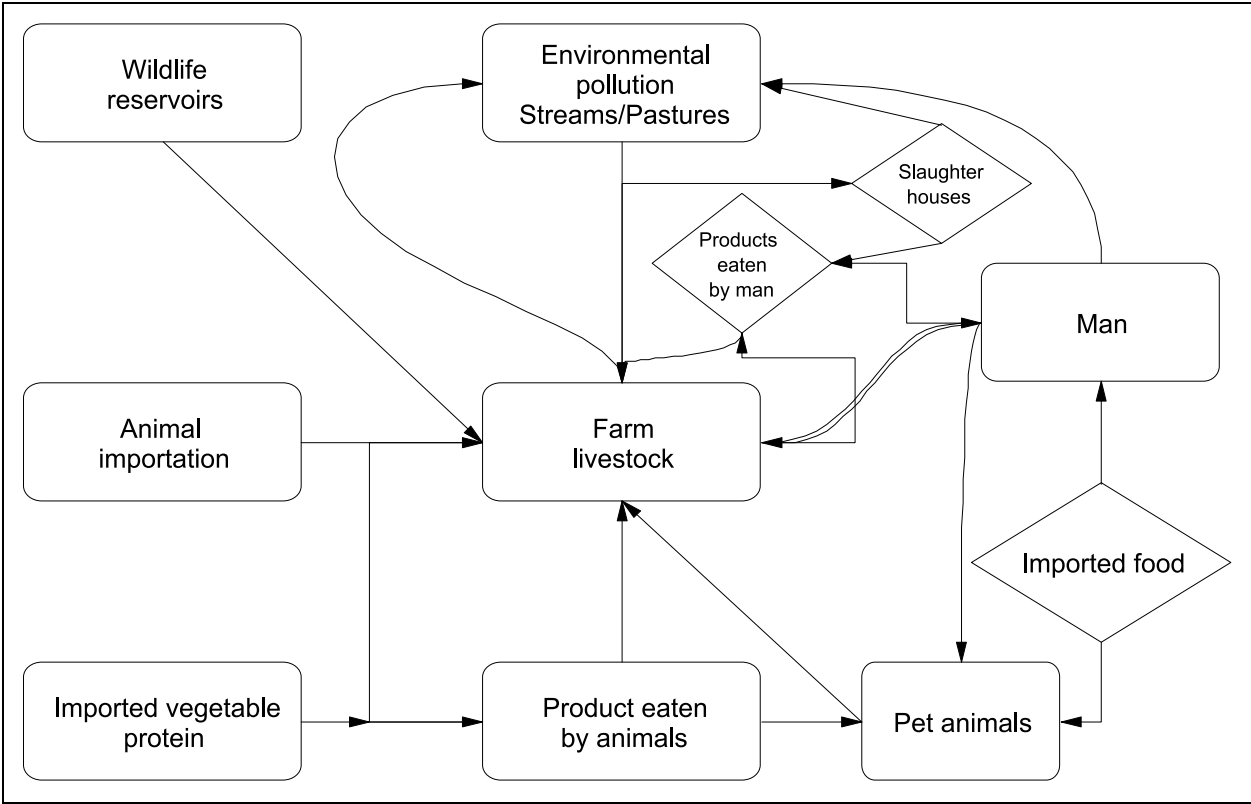 Wildlife
reservoirs
Environmental
pollution
Streams/Pastures
Slaughter
houses
Products
eaten
by man
Man
Animal
importation
Farm
livestock
Imported food
Imported vegetable
protein
Product eaten
by animals
Pet animals